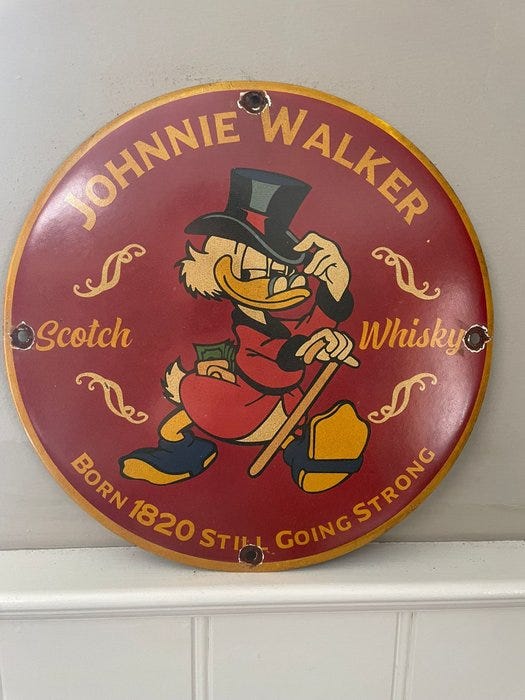 JOHNNIE WALKER
Scotch Whisky
BORN 1820 STILL GOING STRONG